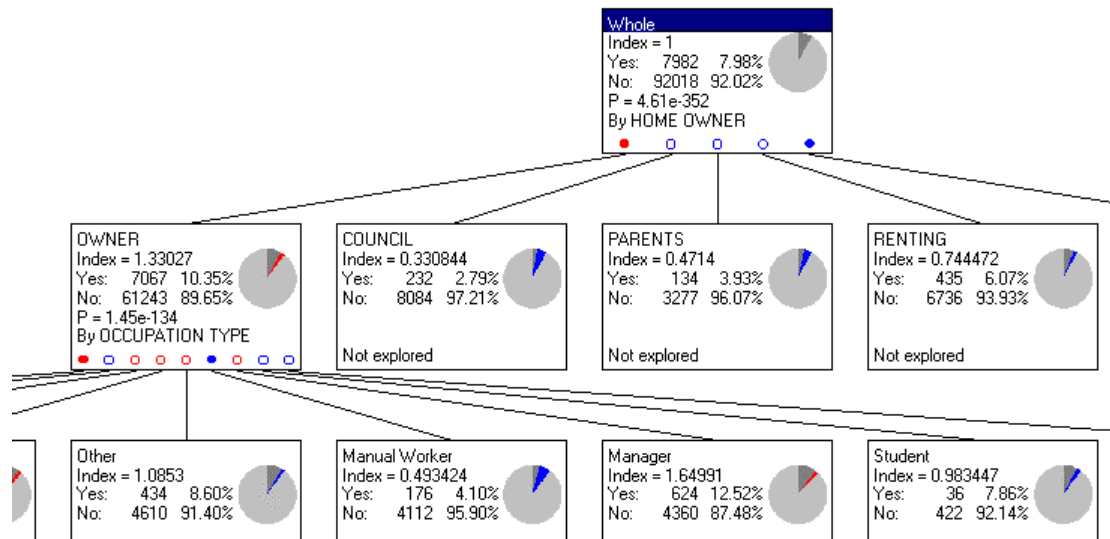 Whole
Index = 1
Yes: 7982 7.98%
No: 92018 92.02%
P = 4.61e-352
By HOME OWNER
OWNER
Index = 1.33027
Yes: 7067 10.35%
No: 61243 89.65%
P = 1.45e-134
By OCCUPATION TYPE
COUNCIL
Index = 0.330844
Yes: 232 2.79%
No: 8084 97.21%
Not explored
PARENTS
Index = 0.4714
Yes: 134 3.93%
No: 3277 96.07%
Not explored
RENTING
Index = 0.744472
Yes: 435 6.07%
No: 6736 93.93%
Not explored
Other
Index = 1.0853
Yes: 434 8.60%
No: 4610 91.40%
Manual Worker
Index = 0.493424
Yes: 176 4.10%
No: 4112 95.90%
Manager
Index = 1.64991
Yes: 624 12.52%
No: 4360 87.48%
Student
Index = 0.983447
Yes: 36 7.86%
No: 422 92.14%